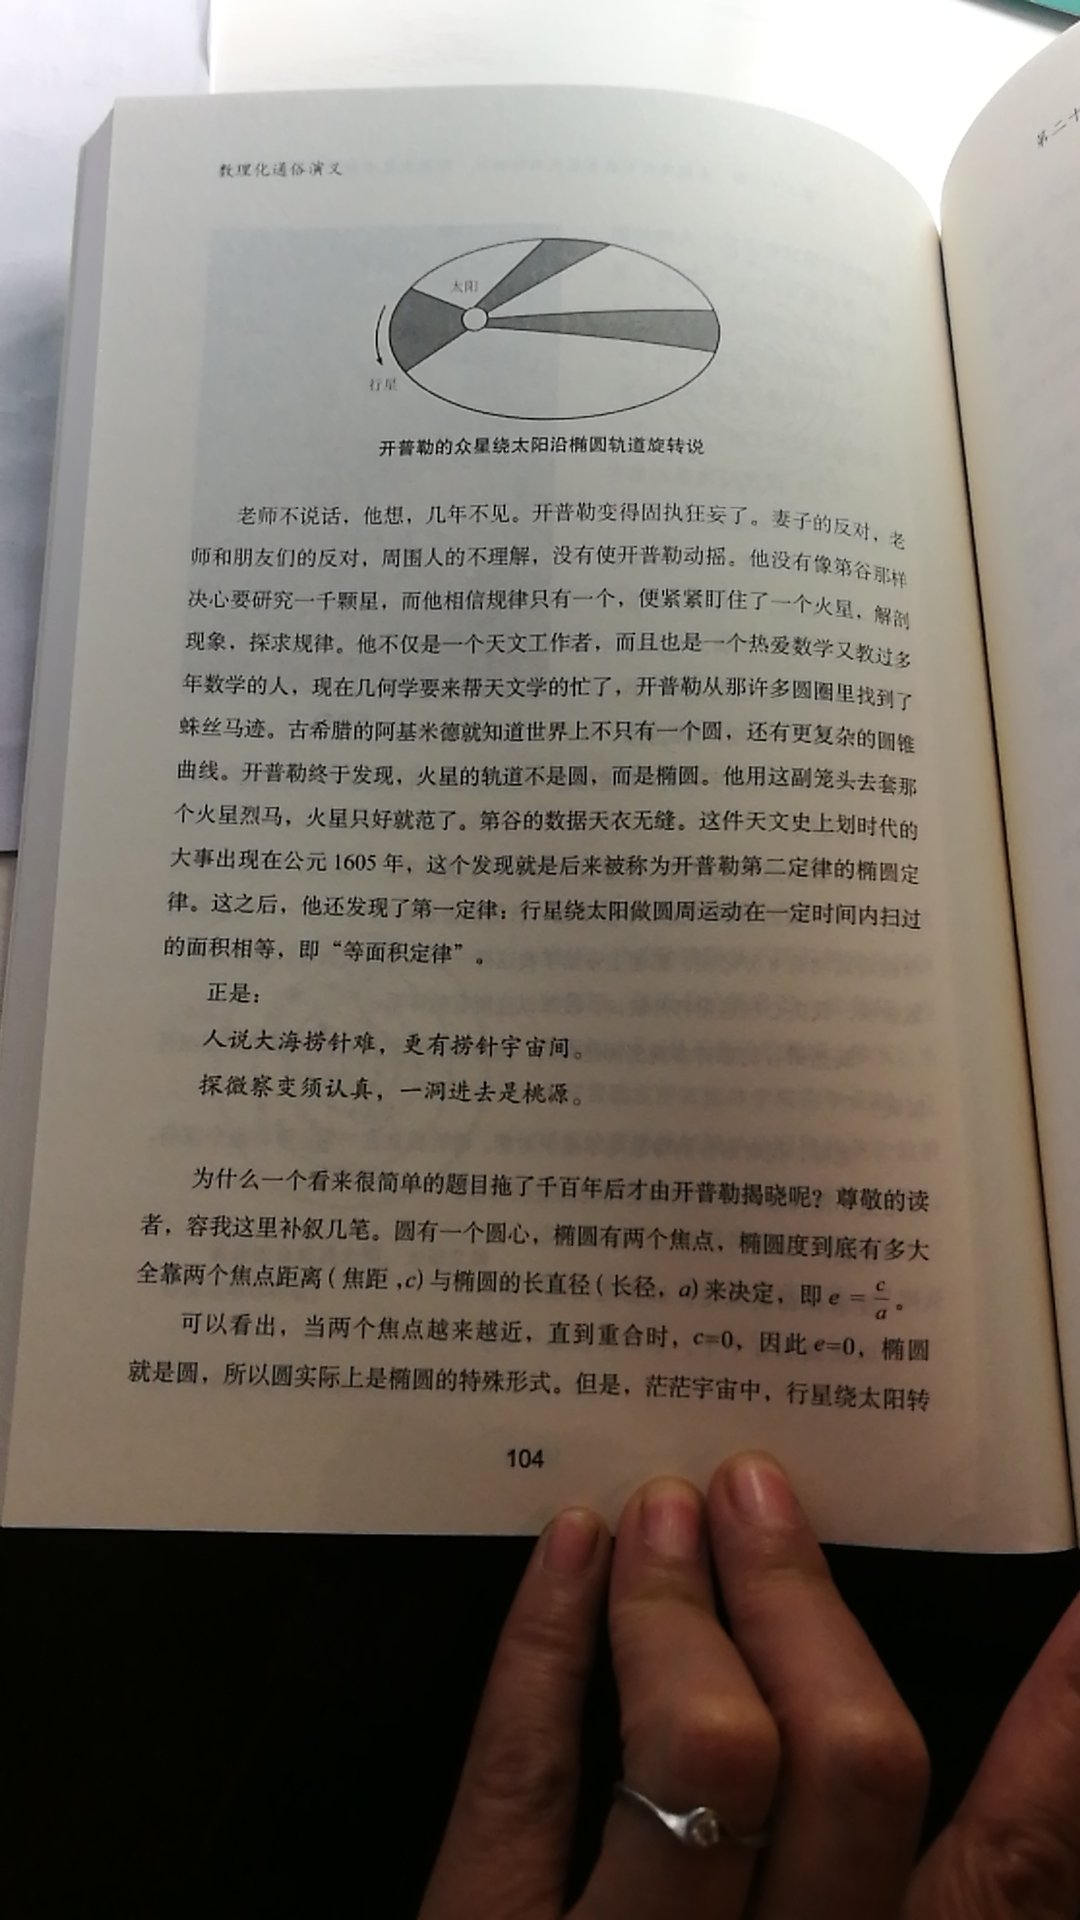 第二十
数理化通俗演义
太阳
行星
开普勒的众星绕太阳沿椭圆轨道旋转说
老师不说话，他想，几年不见。开普勒变得固执狂妄了。妻子的反对，老
师和朋友们的反对，周围人的不理解，没有使开普勒动摇。他没有像第谷那样
决心要研究一千颗星，而他相信规律只有一个，便紧紧盯住了一个火星，解剖
现象，探求规律。他不仅是一个天文工作者，而且也是一个热爱数学又教过多
年数学的人，现在几何学要来帮天文学的忙了，开普勒从那许多圆圈里找到了
蛛丝马迹。古希腊的阿基米德就知道世界上不只有一个圆，还有更复杂的圆锥
曲线。开普勒终于发现，火星的轨道不是圆，而是椭圆。他用这副笼头去套那
个火星烈马，火星只好就范了。第谷的数据天衣无缝。这件天文史上划时代的
大事出现在公元1605年，这个发现就是后来被称为开普勒第二定律的椭圆定
律。这之后，他还发现了第一定律：行星绕太阳做圆周运动在一定时间内扫过
的面积相等，即“等面积定律”。
正是：
人说大海捞针难，更有捞针宇宙间。
探微察变须认真，一洞进去是桃源。
为什么一个看来很简单的题目拖了千百年后才由开普勒揭晓呢？尊敬的读
者，容我这里补叙几笔。圆有一个圆心，椭圆有两个焦点，椭圆度到底有多大
全靠两个焦点距离(焦距,c)与椭圆的长直径(长径，a)来决定，即e = c/a。
可以看出，当两个焦点越来越近，直到重合时，c=0，因此e=0，椭圆
就是圆，所以圆实际上是椭圆的特殊形式。但是，茫茫宇宙中，行星绕太阳转
104